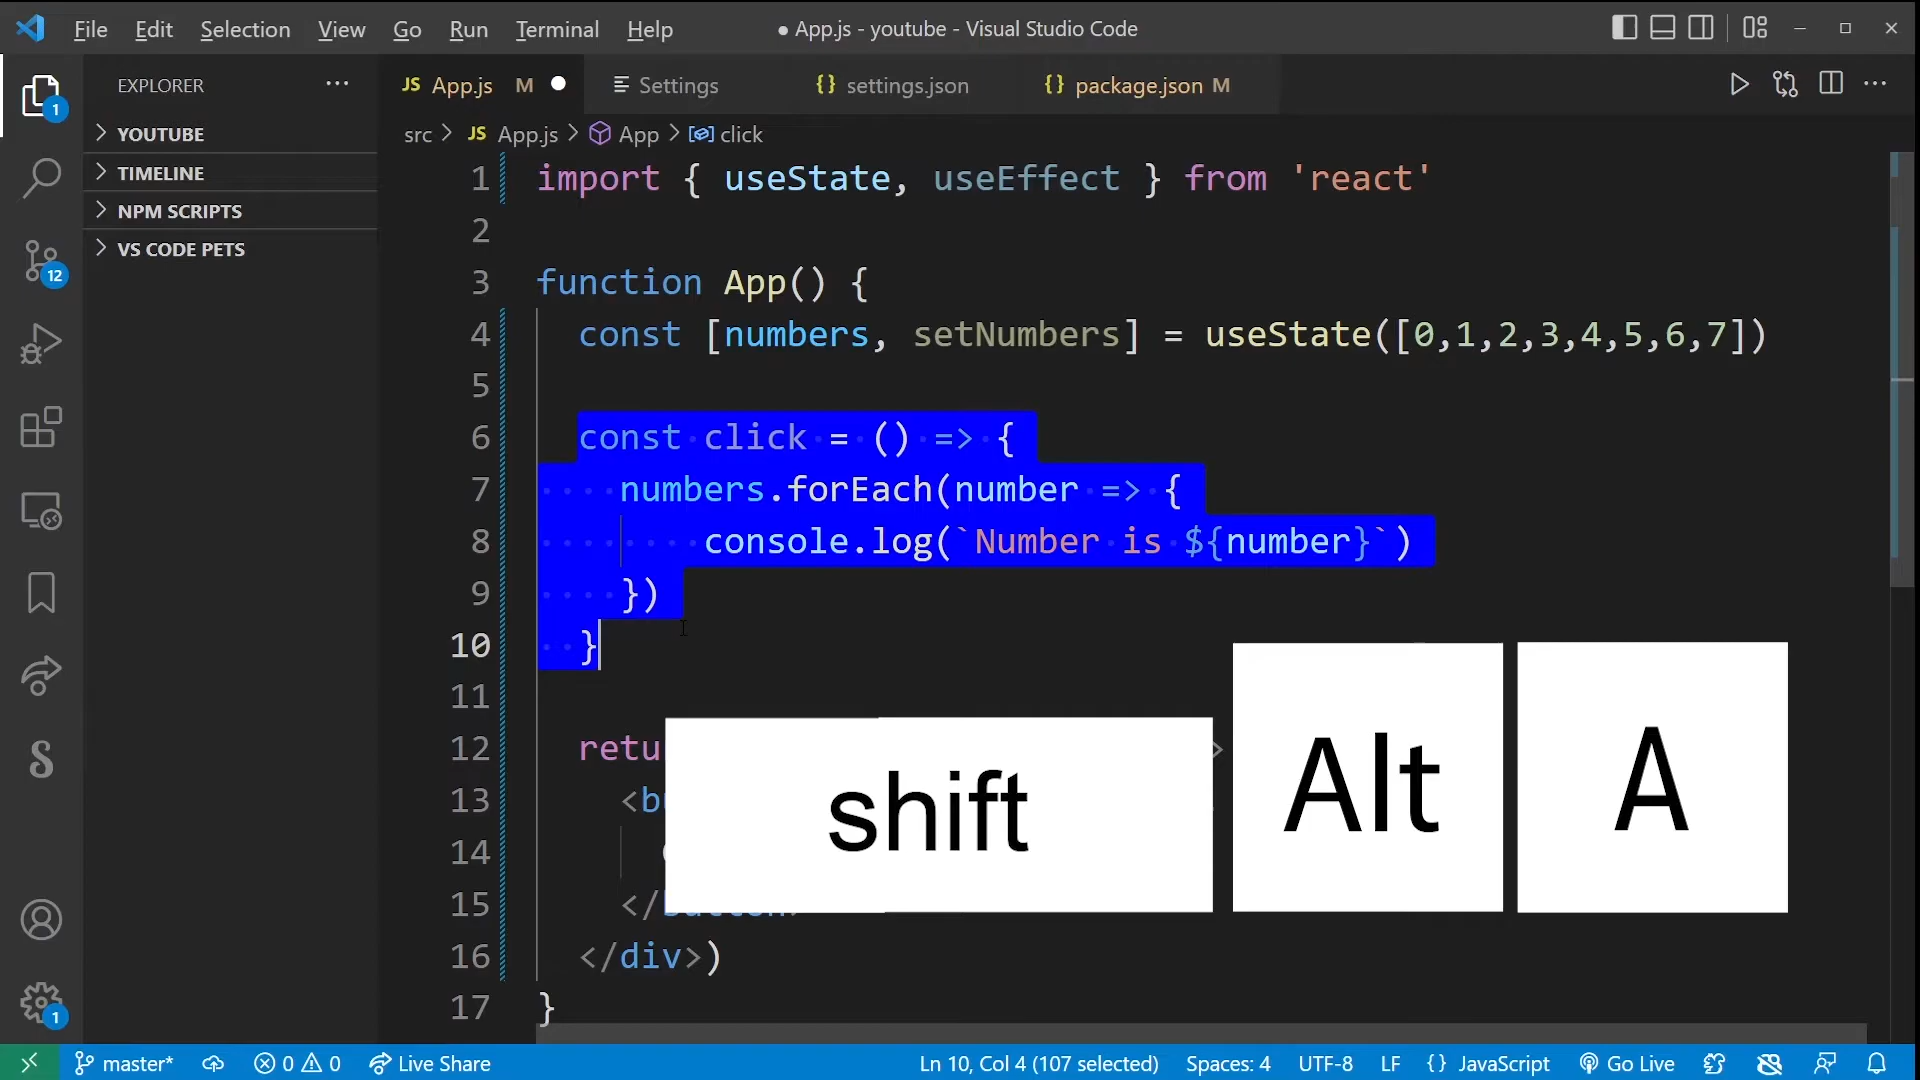 File Edit Selection View Go Run Terminal Help
● App.js - youtube - Visual Studio Code
EXPLORER ···
YOUTUBE
TIMELINE
NPM SCRIPTS
VS CODE PETS
JS App.js M
Settings
{} settings.json
{} package.json M
src > JS App.js > App > click
1 import { useState, useEffect } from 'react'
2
3 function App() {
4 const [numbers, setNumbers] = useState([0,1,2,3,4,5,6,7])
5
6 const click = () => {
7 numbers.forEach(number => {
8 console.log(`Number is ${number}`)
9 })
10 }
11
12 retu >
13 <bu
14
15 </button>
16 </div>)
17 }
shift
Alt
A
1
12
1
master* 0 0 Live Share
Ln 10, Col 4 (107 selected) Spaces: 4 UTF-8 LF {} JavaScript Go Live